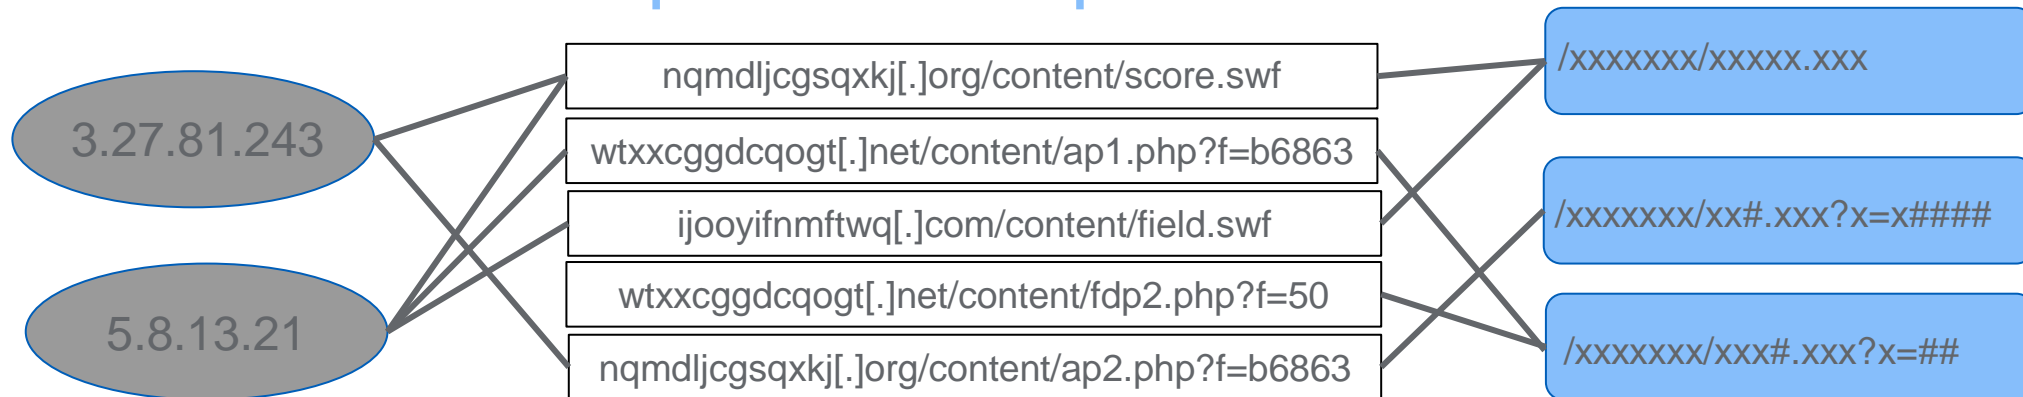 3.27.81.243
5.8.13.21
nqmdljcgsqxkj[.]org/content/score.swf
wtxxcggdcqogt[.]net/content/ap1.php?f=b6863
ijooyifnmftwq[.]com/content/field.swf
wtxxcggdcqogt[.]net/content/fdp2.php?f=50
nqmdljcgsqxkj[.]org/content/ap2.php?f=b6863
/xxxxxxx/xxxxx.xxx
/xxxxxxx/xx#.xxx?x=x####
/xxxxxxx/xxx#.xxx?x=##